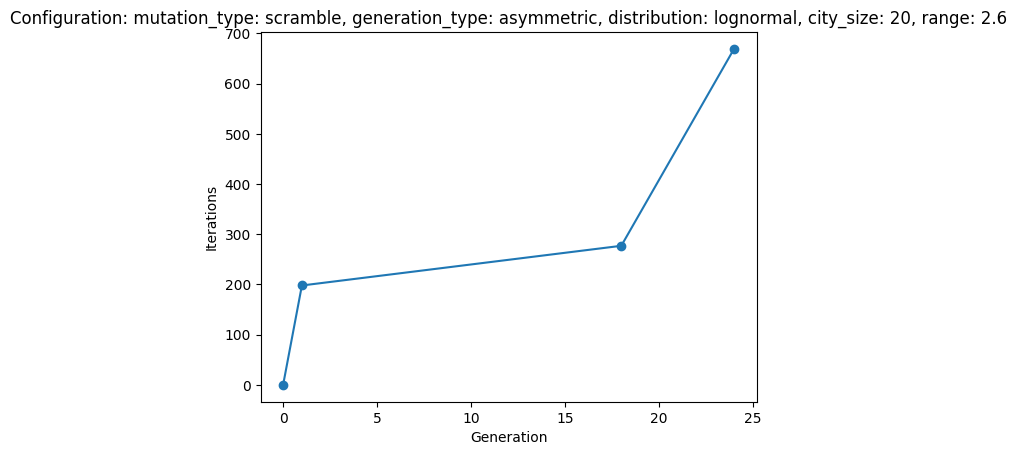 Configuration: mutation_type: scramble, generation_type: asymmetric, distribution: lognormal, city_size: 20, range: 2.6
700
600
500
400
300
200
100
0
Iterations
0 5 10 15 20 25
Generation